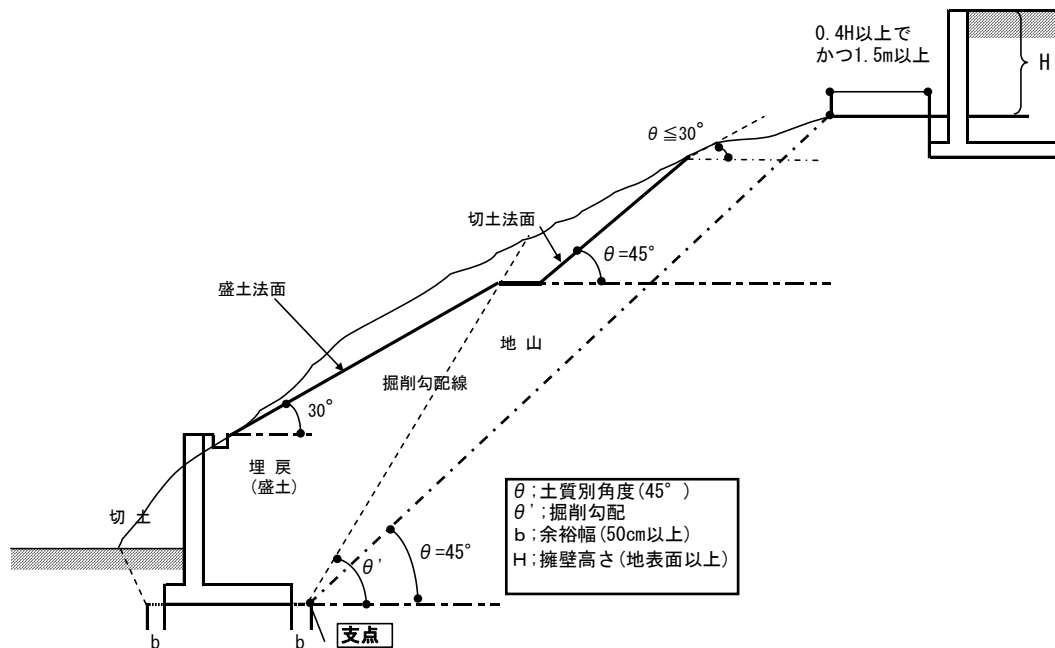 0.4H以上で
かつ1.5m以上
H
θ≦30°
切土法面
θ=45°
盛土法面
地 山
掘削勾配線
30°
埋 戻
(盛土)
切 土
θ;土質別角度(45°)
θ';掘削勾配
b;余裕幅(50cm以上)
H;擁壁高さ(地表面以上)
θ'
θ=45°
支点
b
b